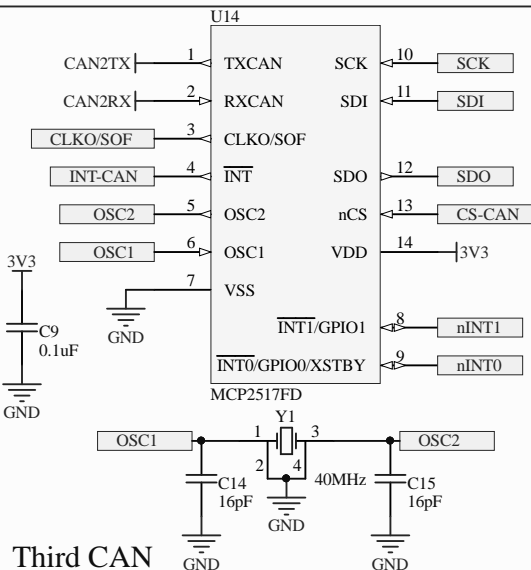 U14
CAN2TX 1 TXCAN SCK 10 SCK
CAN2RX 2 RXCAN SDI 11 SDI
CLKO/SOF 3 CLKO/SOF
INT-CAN 4 INT SDO 12 SDO
OSC2 5 OSC2 nCS 13 CS-CAN
OSC1 6 OSC1 VDD 14 3V3
7 VSS
GND
INT1/GPIO1 8 nINT1
INT0/GPIO0/XSTBY 9 nINT0
MCP2517FD
3V3
C9
0.1uF
GND
Y1
OSC1 1 3 OSC2
2 4
40MHz
C14
16pF
C15
16pF
GND
GND
GND
Third CAN